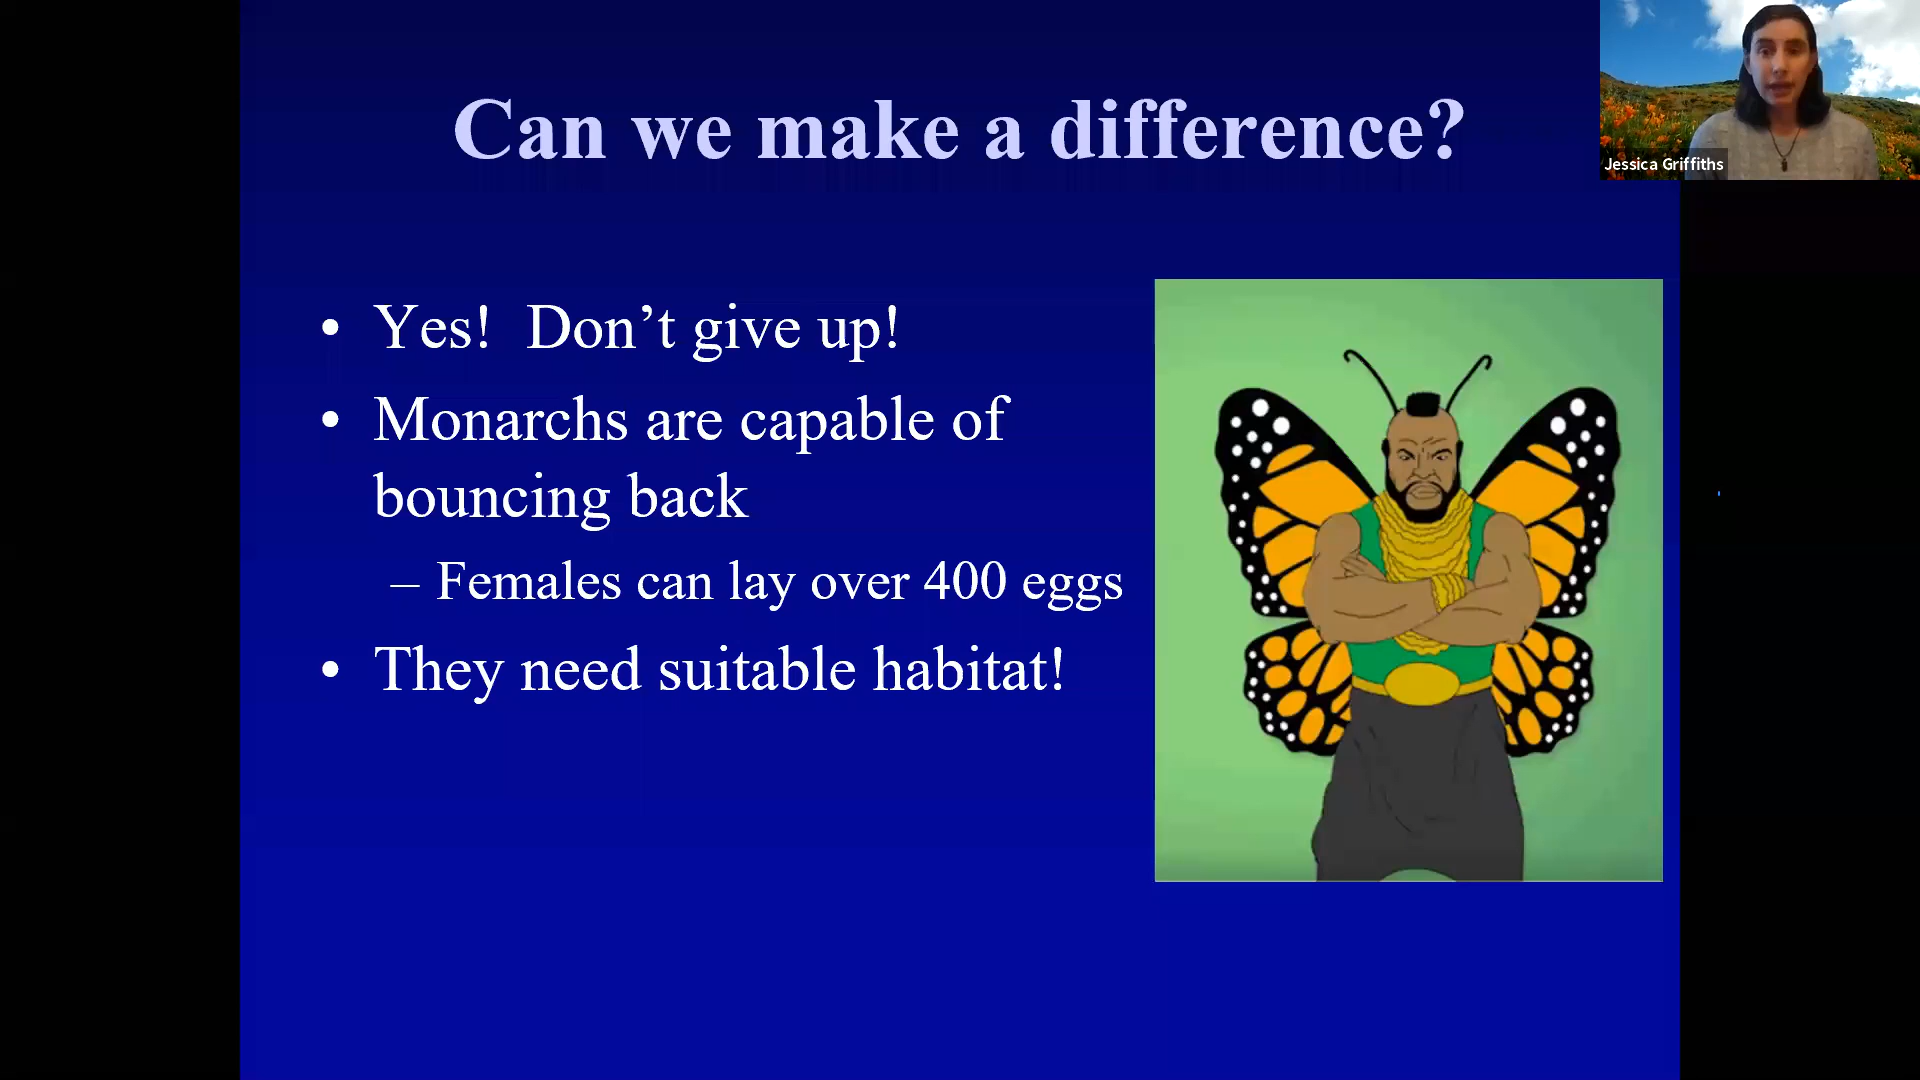 Can we make a difference?
Jessica Griffiths
• Yes!  Don’t give up!
• Monarchs are capable of
bouncing back
– Females can lay over 400 eggs
• They need suitable habitat!